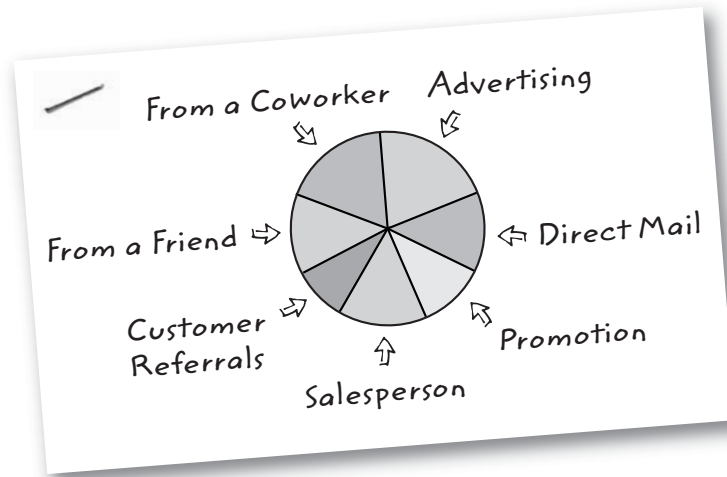 From a Coworker
Advertising
From a Friend
Direct Mail
Customer
Referrals
Promotion
Salesperson